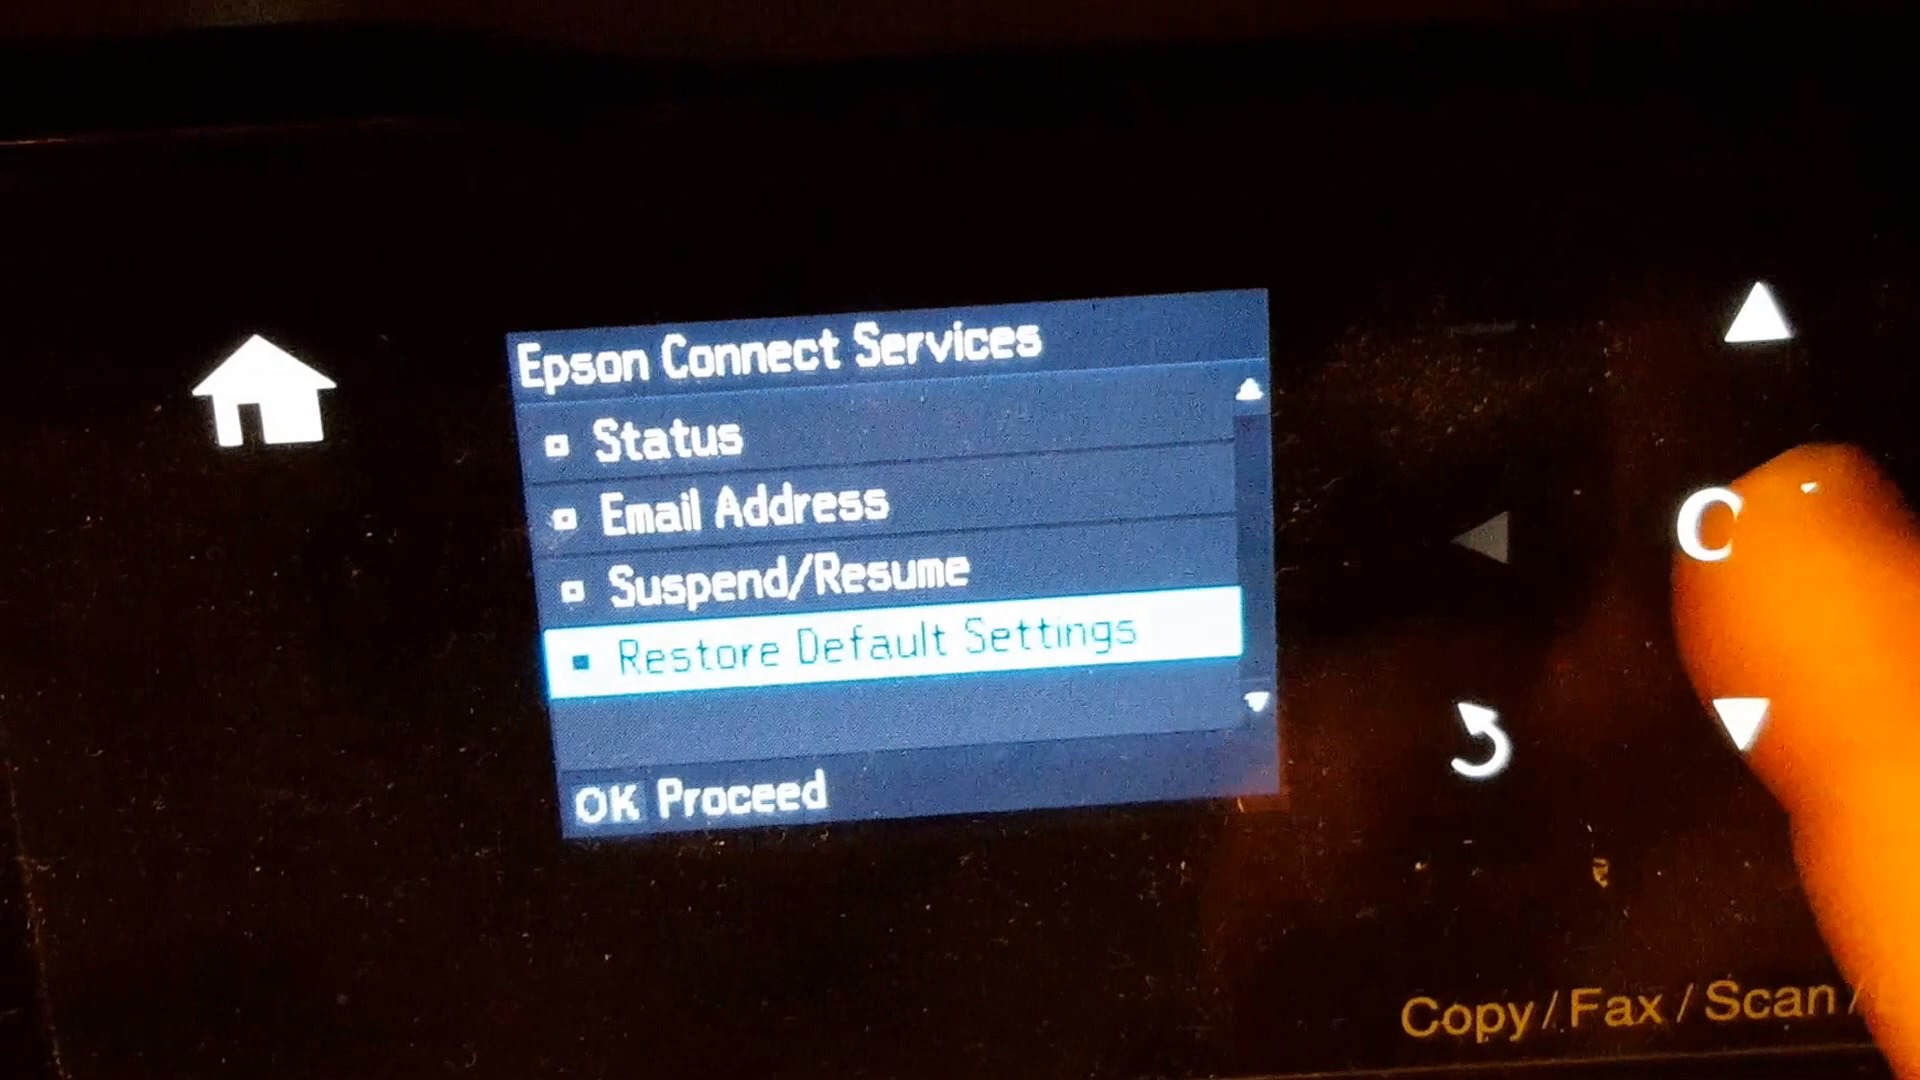 Epson Connect Services
Status
Email Address
Suspend/Resume
Restore Default Settings
OK Proceed
Copy / Fax / Scan /